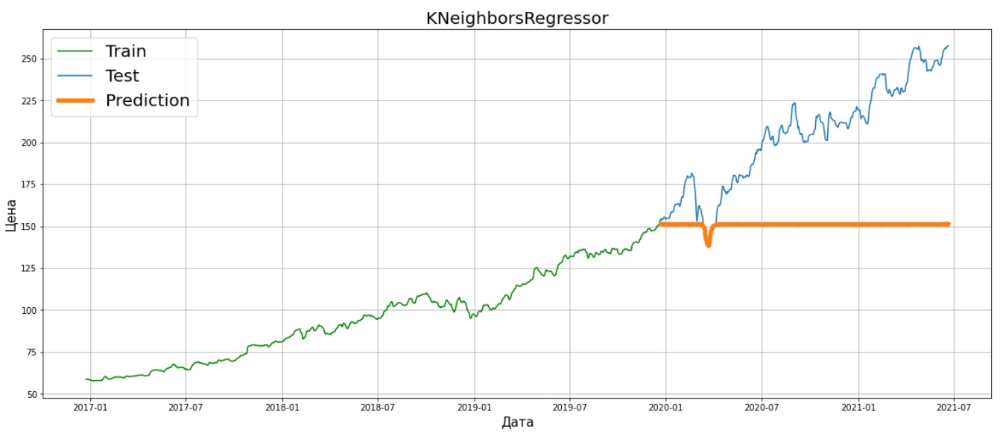 KNeighborsRegressor
Train
Test
Prediction
Цена
250
225
200
175
150
125
100
75
50
2017-01 2017-07 2018-01 2018-07 2019-01 2019-07 2020-01 2020-07 2021-01 2021-07
Дата